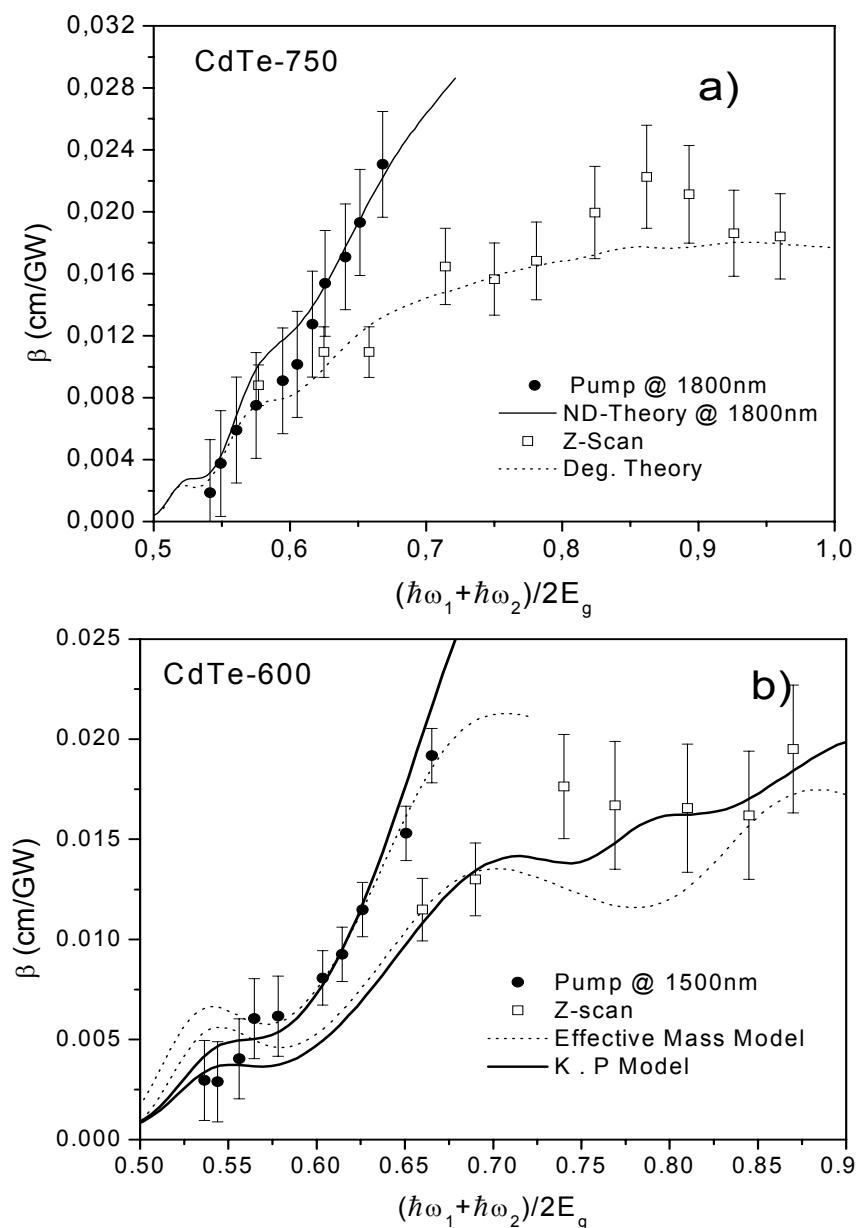 0,032
CdTe-750
a)
0,028
0,024
0,020
0,016
0,012
0,008
0,004
0,000
β (cm/GW)
Pump @ 1800nm
ND-Theory @ 1800nm
Z-Scan
Deg. Theory
0,5 0,6 0,7 0,8 0,9 1,0
(ħω₁+ħω₂)/2E_g
0.025
CdTe-600
b)
0.020
0.015
0.010
0.005
0.000
β (cm/GW)
Pump @ 1500nm
Z-scan
Effective Mass Model
K . P Model
0.50 0.55 0.60 0.65 0.70 0.75 0.80 0.85 0.9
(ħω₁+ħω₂)/2E_g